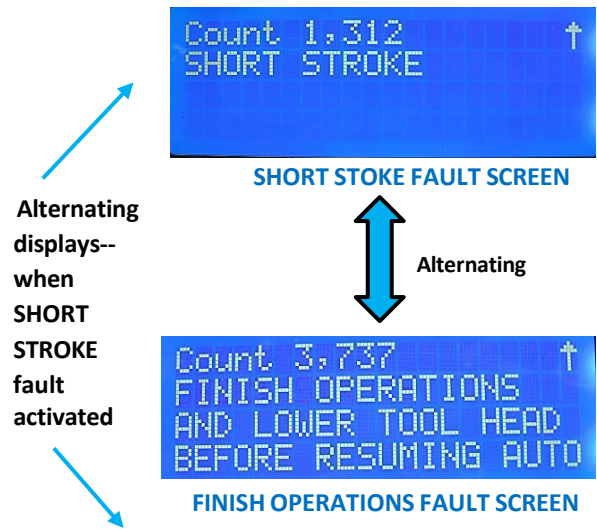 Count 1,312 ↑
SHORT STROKE
SHORT STOKE FAULT SCREEN
Alternating
displays--
when
SHORT
STROKE
fault
activated
Alternating
Count 3,737 ↑
FINISH OPERATIONS
AND LOWER TOOL HEAD
BEFORE RESUMING AUTO
FINISH OPERATIONS FAULT SCREEN